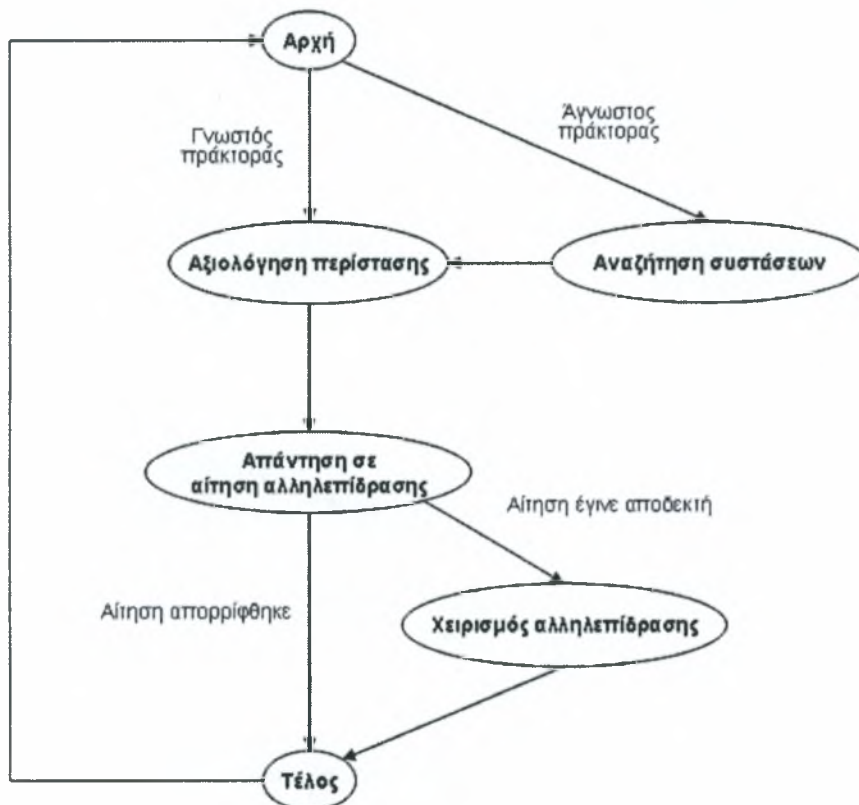 Αρχή
Γνωστός
πράκτορας
Άγνωστος
πράκτορας
Αξιολόγηση περίστασης
Αναζήτηση συστάσεων
Απάντηση σε
αίτηση αλληλεπίδρασης
Αίτηση έγινε αποδεκτή
Αίτηση απορρίφθηκε
Χειρισμός αλληλεπίδρασης
Τέλος